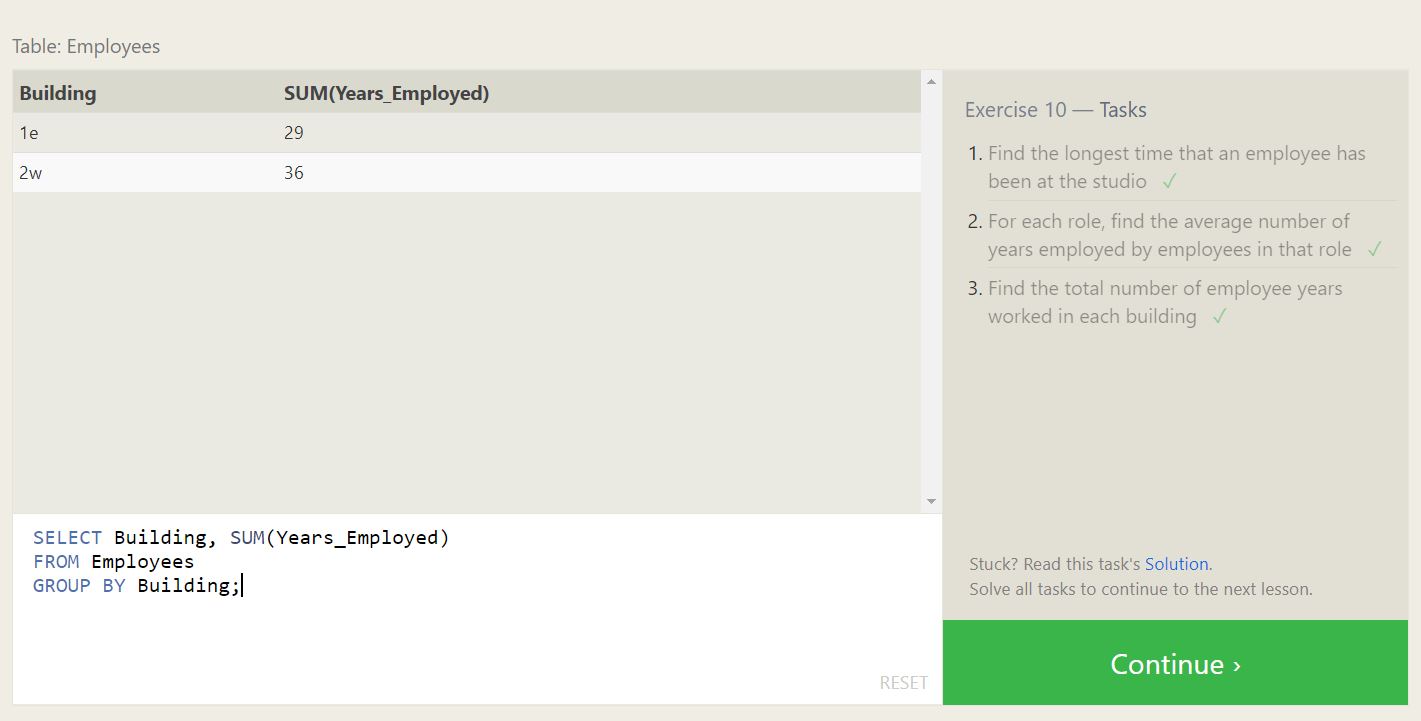 Table: Employees
Building SUM(Years_Employed)
1e 29
2w 36
SELECT Building, SUM(Years_Employed)
FROM Employees
GROUP BY Building;
RESET
Exercise 10 — Tasks
1. Find the longest time that an employee has
been at the studio ✓
2. For each role, find the average number of
years employed by employees in that role ✓
3. Find the total number of employee years
worked in each building ✓
Stuck? Read this task's Solution.
Solve all tasks to continue to the next lesson.
Continue ›